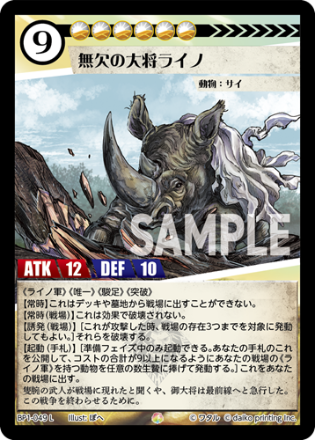 9
無欠の大将ライノ
動物：サイ
SAMPLE
ATK 12 DEF 10
《ライノ軍》《唯一》《駿足》《突破》
【常時】これはデッキや墓地から戦場に出すことができない。
【常時（戦場）】これは効果で破壊されない。
【誘発（戦場）】［これが攻撃した時、戦場の存在3つまでを対象に発動
してもよい。］それらを破壊する。
【起動（手札）】［準備フェイズ中のみ起動できる。あなたの手札のこれ
を公開して、コストの合計が9以上になるようにあなたの戦場の《ラ
イノ軍》を持つ動物を任意の数生贄に捧げて発動する。］これをあなた
の戦場に出す。
隻腕の武人が戦場に現れたと聞くや、御大将は最前線へと急行した。
この戦争を終わらせるために。
BP1-049 L Illust: ぼへ © ワタル © daiko printing.inc.